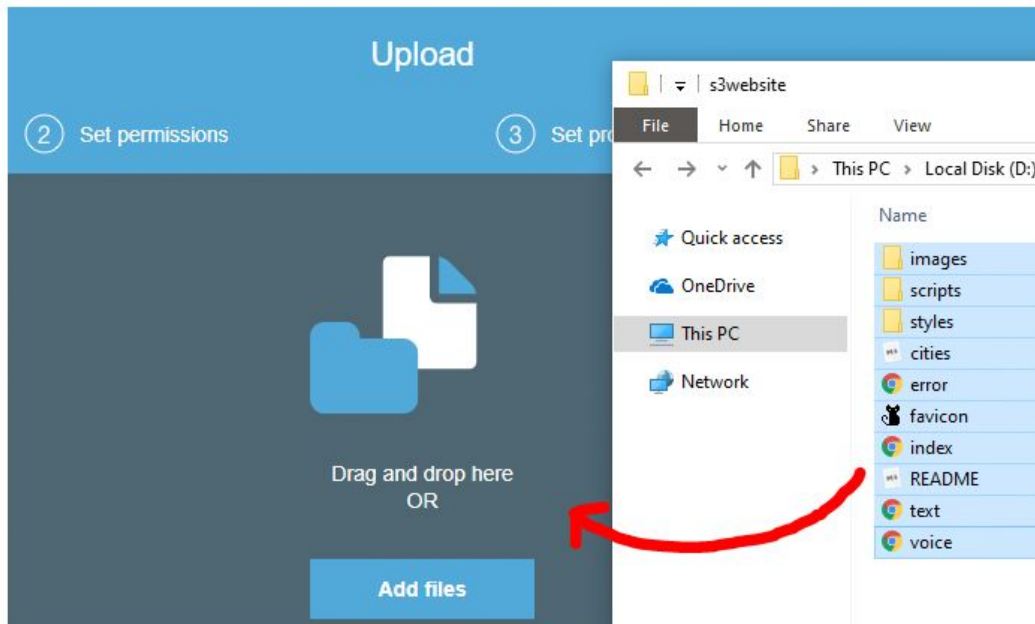 Upload
2 Set permissions
3 Set pro
s3website
File Home Share View
This PC > Local Disk (D:)
Name
Quick access
OneDrive
This PC
Network
images
scripts
styles
cities
error
favicon
index
README
text
voice
Drag and drop here
OR
Add files